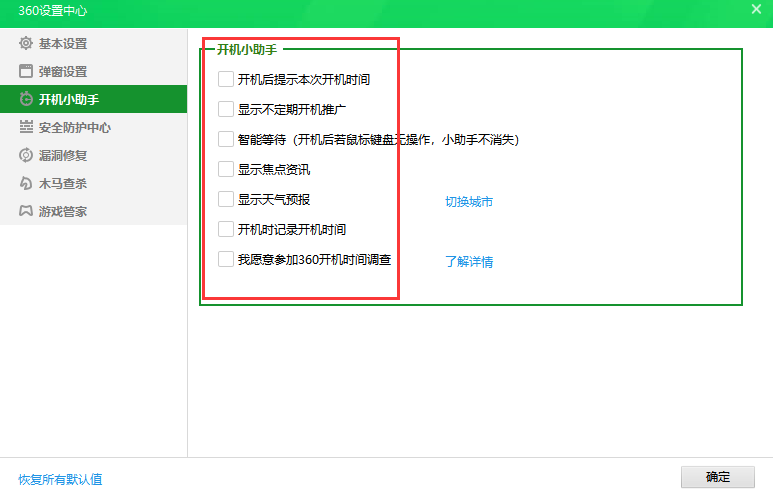 360设置中心
基本设置
弹窗设置
开机小助手
安全防护中心
漏洞修复
木马查杀
游戏管家
开机小助手
开机后提示本次开机时间
显示不定期开机推广
智能等待（开机后若鼠标键盘无操作，小助手不消失）
显示焦点资讯
显示天气预报 切换城市
开机时记录开机时间
我愿意参加360开机时间调查 了解详情
恢复所有默认值 确定